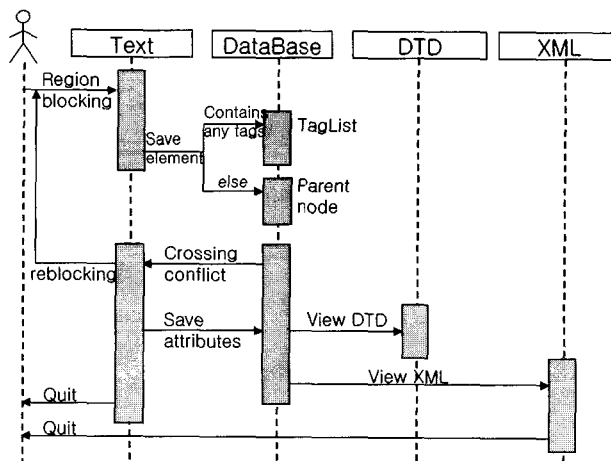 Text
DataBase
DTD
XML
Region
blocking
Contains
any tags
TagList
Save
element
else
Parent
node
Crossing
conflict
reblocking
Save
attributes
View DTD
View XML
Quit
Quit